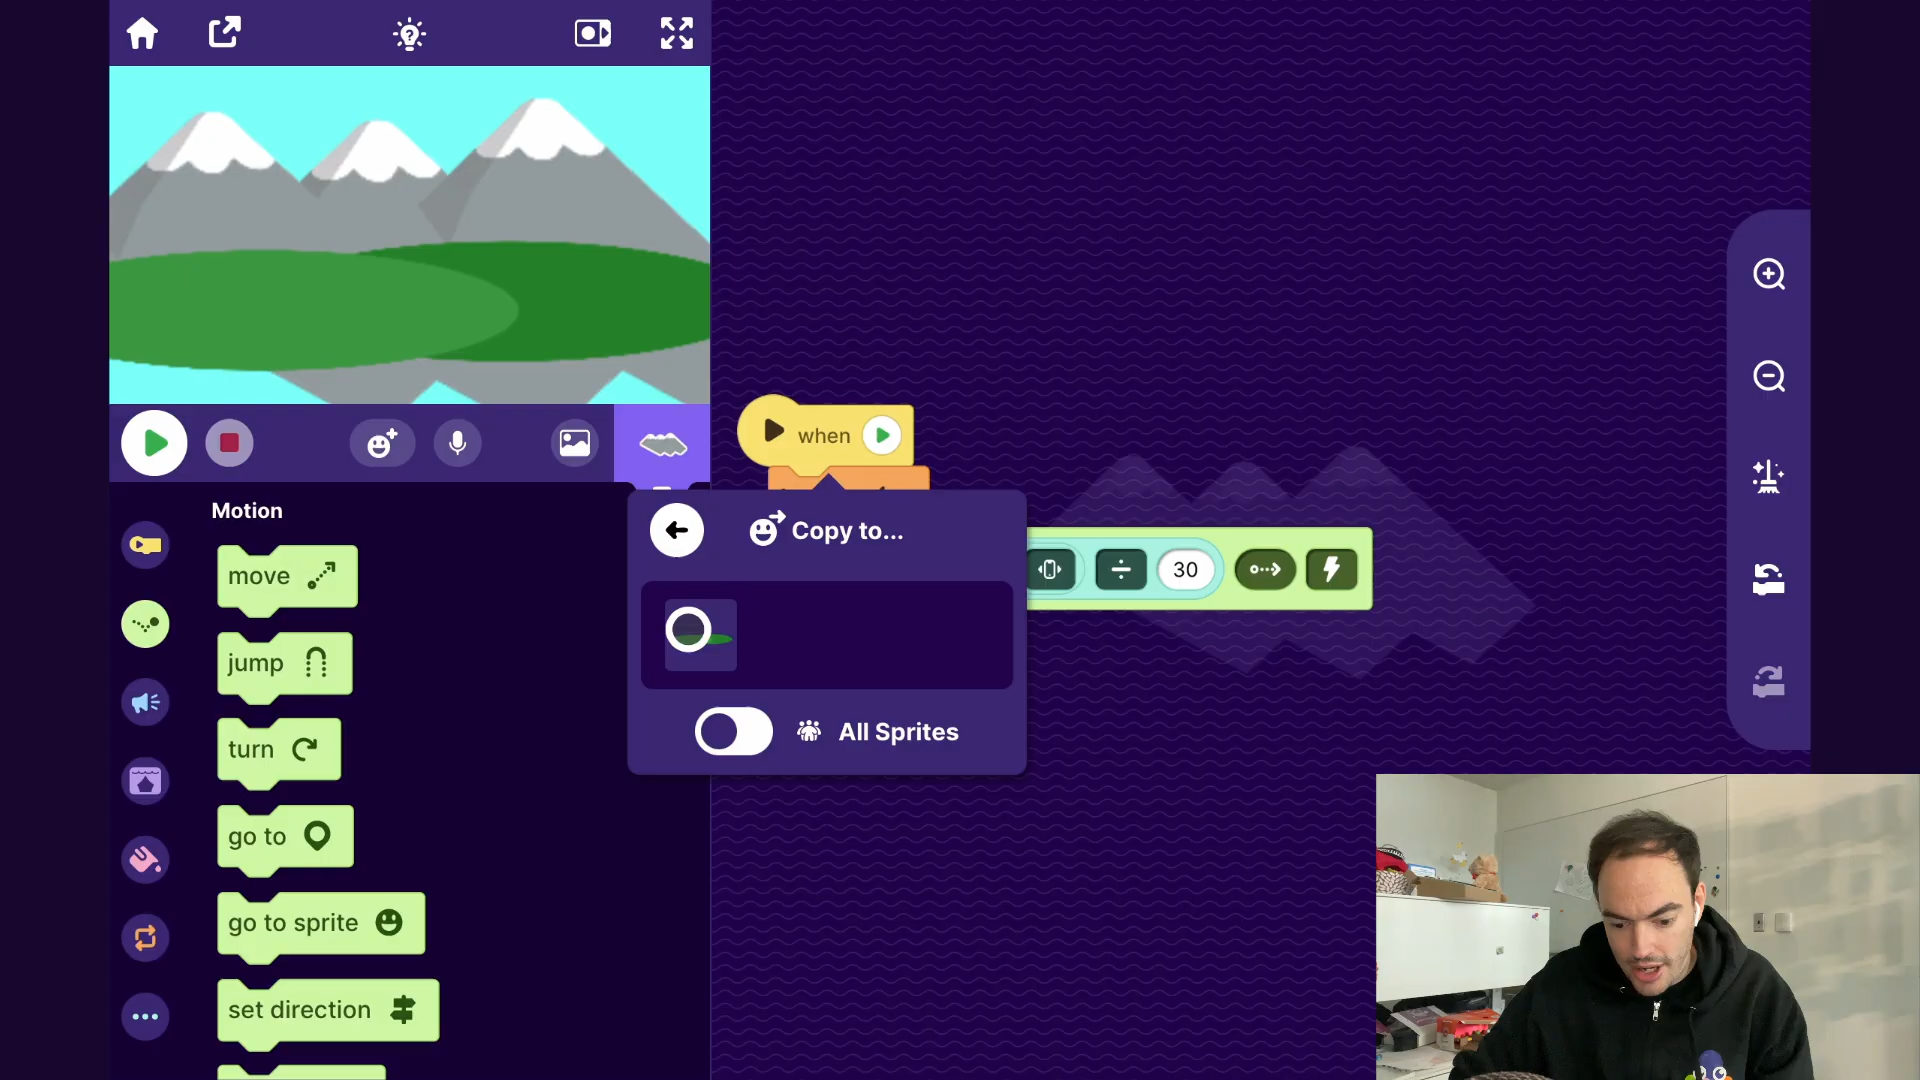 when
Motion
Copy to...
move
30
jump
All Sprites
turn
go to
go to sprite
set direction